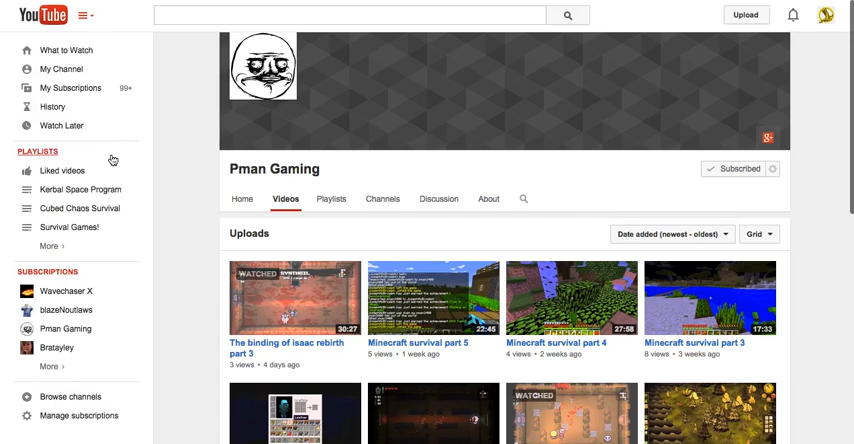 YouTube
Upload
What to Watch
My Channel
My Subscriptions 99+
History
Watch Later
PLAYLISTS
Liked videos
Kerbal Space Program
Cubed Chaos Survival
Survival Games!
More ›
SUBSCRIPTIONS
Wavechaser X
blazeNoutlaws
Pman Gaming
Bratayley
More ›
Browse channels
Manage subscriptions
g+
Pman Gaming
Subscribed
Home Videos Playlists Channels Discussion About
Uploads
Date added (newest - oldest) Grid
WATCHED
30:27
The binding of isaac rebirth
part 3
3 views • 4 days ago
22:45
Minecraft survival part 5
5 views • 1 week ago
27:58
Minecraft survival part 4
4 views • 2 weeks ago
17:33
Minecraft survival part 3
8 views • 3 weeks ago
WATCHED